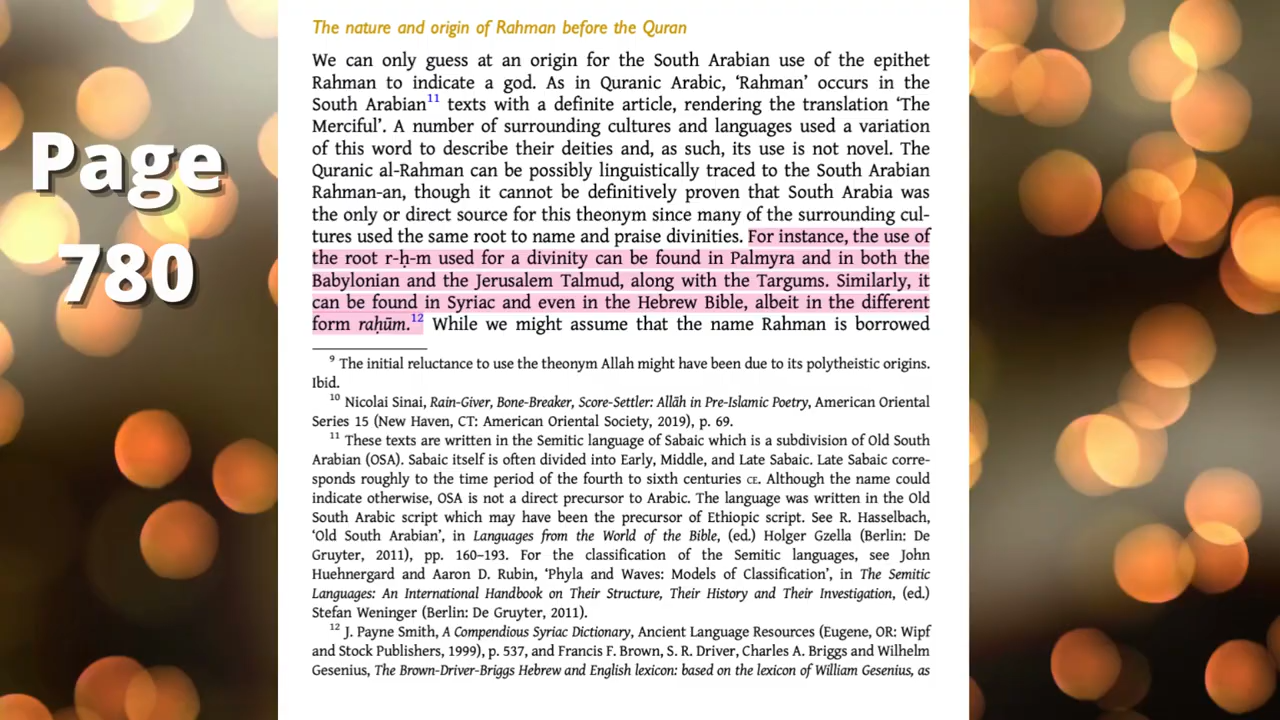 Page
780
The nature and origin of Rahman before the Quran
We can only guess at an origin for the South Arabian use of the epithet
Rahman to indicate a god. As in Quranic Arabic, ‘Rahman’ occurs in the
South Arabian11 texts with a definite article, rendering the translation ‘The
Merciful’. A number of surrounding cultures and languages used a variation
of this word to describe their deities and, as such, its use is not novel. The
Quranic al-Rahman can be possibly linguistically traced to the South Arabian
Rahman-an, though it cannot be definitively proven that South Arabia was
the only or direct source for this theonym since many of the surrounding cul-
tures used the same root to name and praise divinities. For instance, the use of
the root r-ḥ-m used for a divinity can be found in Palmyra and in both the
Babylonian and the Jerusalem Talmud, along with the Targums. Similarly, it
can be found in Syriac and even in the Hebrew Bible, albeit in the different
form raḥūm.12 While we might assume that the name Rahman is borrowed
9 The initial reluctance to use the theonym Allah might have been due to its polytheistic origins.
Ibid.
10 Nicolai Sinai, Rain-Giver, Bone-Breaker, Score-Settler: Allāh in Pre-Islamic Poetry, American Oriental
Series 15 (New Haven, CT: American Oriental Society, 2019), p. 69.
11 These texts are written in the Semitic language of Sabaic which is a subdivision of Old South
Arabian (OSA). Sabaic itself is often divided into Early, Middle, and Late Sabaic. Late Sabaic corre-
sponds roughly to the time period of the fourth to sixth centuries CE. Although the name could
indicate otherwise, OSA is not a direct precursor to Arabic. The language was written in the Old
South Arabic script which may have been the precursor of Ethiopic script. See R. Hasselbach,
‘Old South Arabian’, in Languages from the World of the Bible, (ed.) Holger Gzella (Berlin: De
Gruyter, 2011), pp. 160–193. For the classification of the Semitic languages, see John
Huehnergard and Aaron D. Rubin, ‘Phyla and Waves: Models of Classification’, in The Semitic
Languages: An International Handbook on Their Structure, Their History and Their Investigation, (ed.)
Stefan Weninger (Berlin: De Gruyter, 2011).
12 J. Payne Smith, A Compendious Syriac Dictionary, Ancient Language Resources (Eugene, OR: Wipf
and Stock Publishers, 1999), p. 537, and Francis F. Brown, S. R. Driver, Charles A. Briggs and Wilhelm
Gesenius, The Brown-Driver-Briggs Hebrew and English lexicon: based on the lexicon of William Gesenius, as